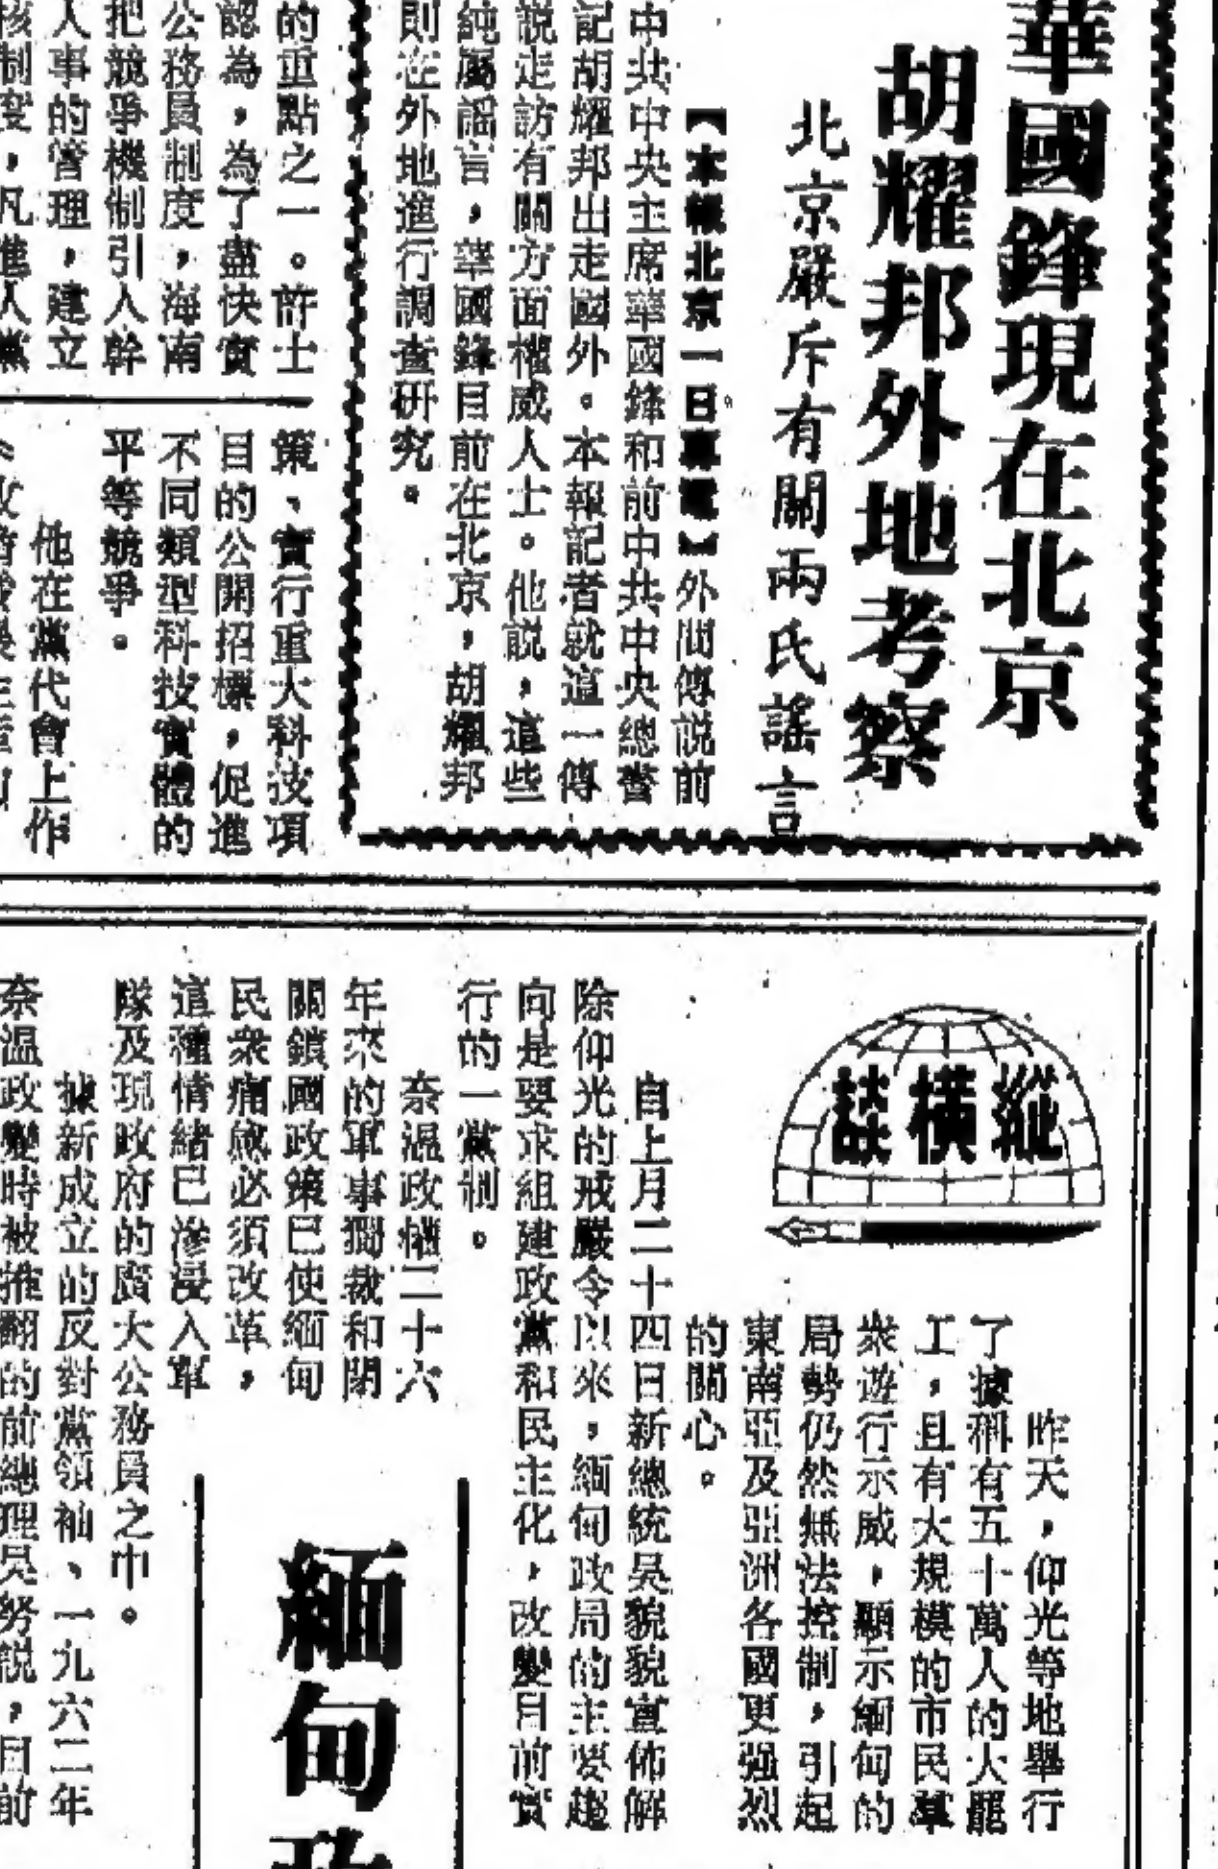 華國鋒現在北京
胡耀邦外地考察
北京嚴斥有關兩氏謠言
【本報北京一日專電】外間傳説前
中共中央主席華國鋒和前中共中央總書
記胡耀邦出走國外。本報記者就這一傳
説走訪有關方面權威人士。他説，這些
純屬謠言，華國鋒目前在北京，胡耀邦
則在外地進行調查研究。
的重點之一。許士
認為，為了盡快實
公務員制度，海南
把競爭機制引入幹
人事的管理，建立
核制度，凡進入黨
策、實行重大科技項
目的公開招標，促進
不同類型科技實體的
平等競爭。
他在黨代會上作
縱橫談
昨天，仰光等地舉行
了據稱有五十萬人的大罷
工，且有大規模的市民羣
衆遊行示威，顯示緬甸的
局勢仍然無法控制，引起
東南亞及亞洲各國更强烈
的關心。
自上月二十四日新總統吳貌貌宣佈解
除仰光的戒嚴令以來，緬甸政局的主要趨
向是要求組建政黨和民主化，改變目前實
行的一黨制。
奈溫政權二十六
年來的軍事獨裁和閉
關鎖國政策已使緬甸
民衆痛感必須改革，
這種情緒已滲浸入軍
隊及現政府的廣大公務員之中。
據新成立的反對黨領袖、一九六二年
奈溫政變時被推翻的前總理吳努説，目前
緬甸政